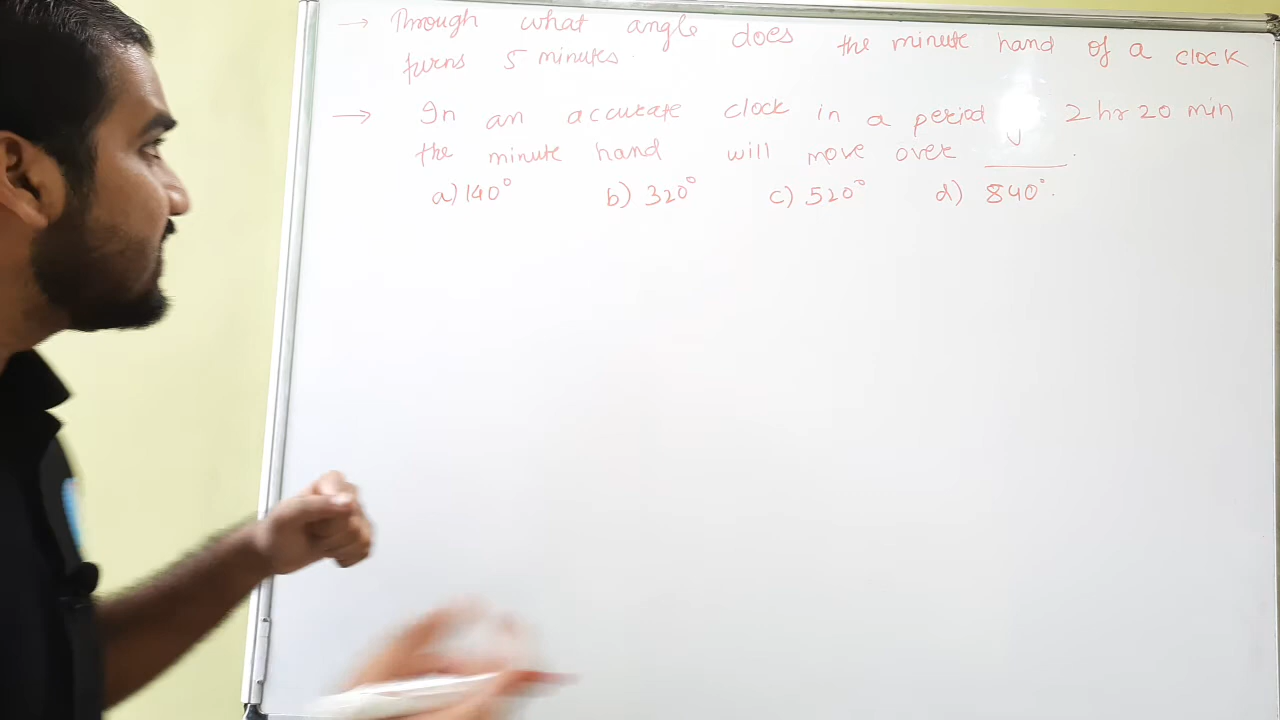 → Through what angle does the minute hand of a clock
turns 5 minutes.
→ In an accurate clock in a period 2 hr 20 min
the minute hand will move over ______.
a) 140° b) 320° c) 520° d) 840°.